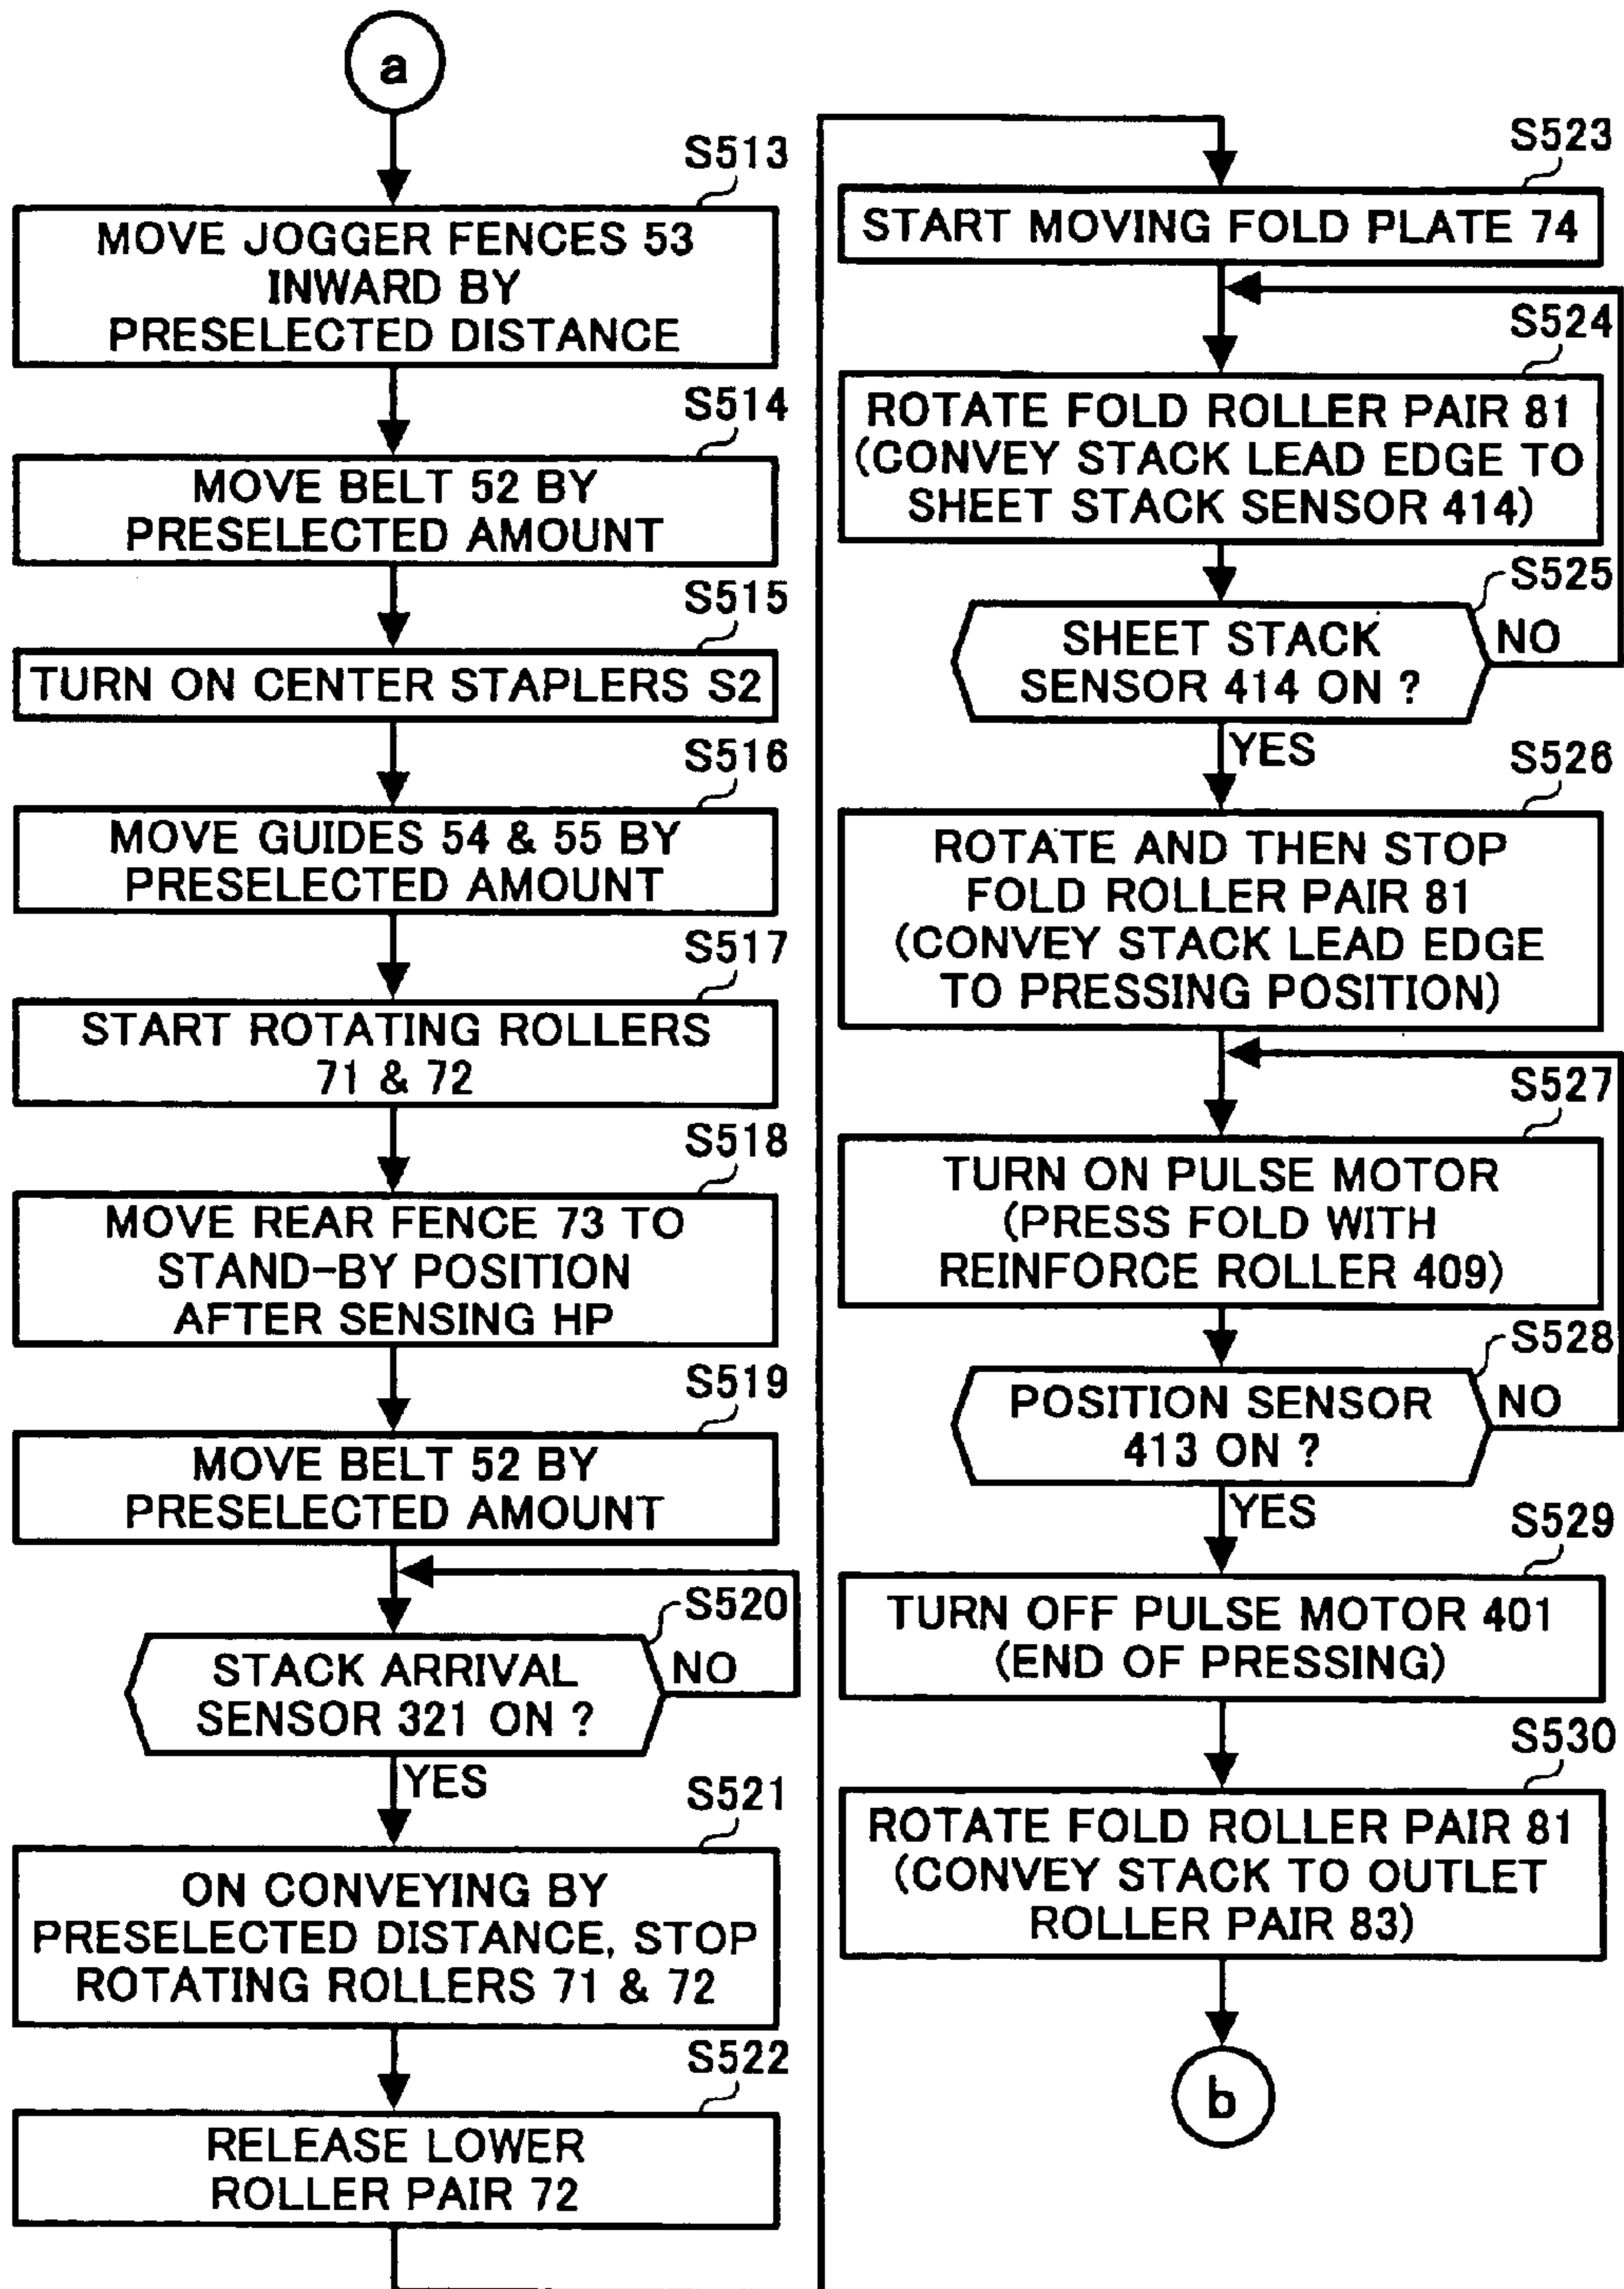 a
S513
MOVE JOGGER FENCES 53
INWARD BY
PRESELECTED DISTANCE
S514
MOVE BELT 52 BY
PRESELECTED AMOUNT
S515
TURN ON CENTER STAPLERS S2
S516
MOVE GUIDES 54 & 55 BY
PRESELECTED AMOUNT
S517
START ROTATING ROLLERS
71 & 72
S518
MOVE REAR FENCE 73 TO
STAND-BY POSITION
AFTER SENSING HP
S519
MOVE BELT 52 BY
PRESELECTED AMOUNT
S520
STACK ARRIVAL
SENSOR 321 ON ?
NO
YES
S521
ON CONVEYING BY
PRESELECTED DISTANCE, STOP
ROTATING ROLLERS 71 & 72
S522
RELEASE LOWER
ROLLER PAIR 72
S523
START MOVING FOLD PLATE 74
S524
ROTATE FOLD ROLLER PAIR 81
(CONVEY STACK LEAD EDGE TO
SHEET STACK SENSOR 414)
S525
SHEET STACK
SENSOR 414 ON ?
NO
YES
S526
ROTATE AND THEN STOP
FOLD ROLLER PAIR 81
(CONVEY STACK LEAD EDGE
TO PRESSING POSITION)
S527
TURN ON PULSE MOTOR
(PRESS FOLD WITH
REINFORCE ROLLER 409)
S528
POSITION SENSOR
413 ON ?
NO
YES
S529
TURN OFF PULSE MOTOR 401
(END OF PRESSING)
S530
ROTATE FOLD ROLLER PAIR 81
(CONVEY STACK TO OUTLET
ROLLER PAIR 83)
b